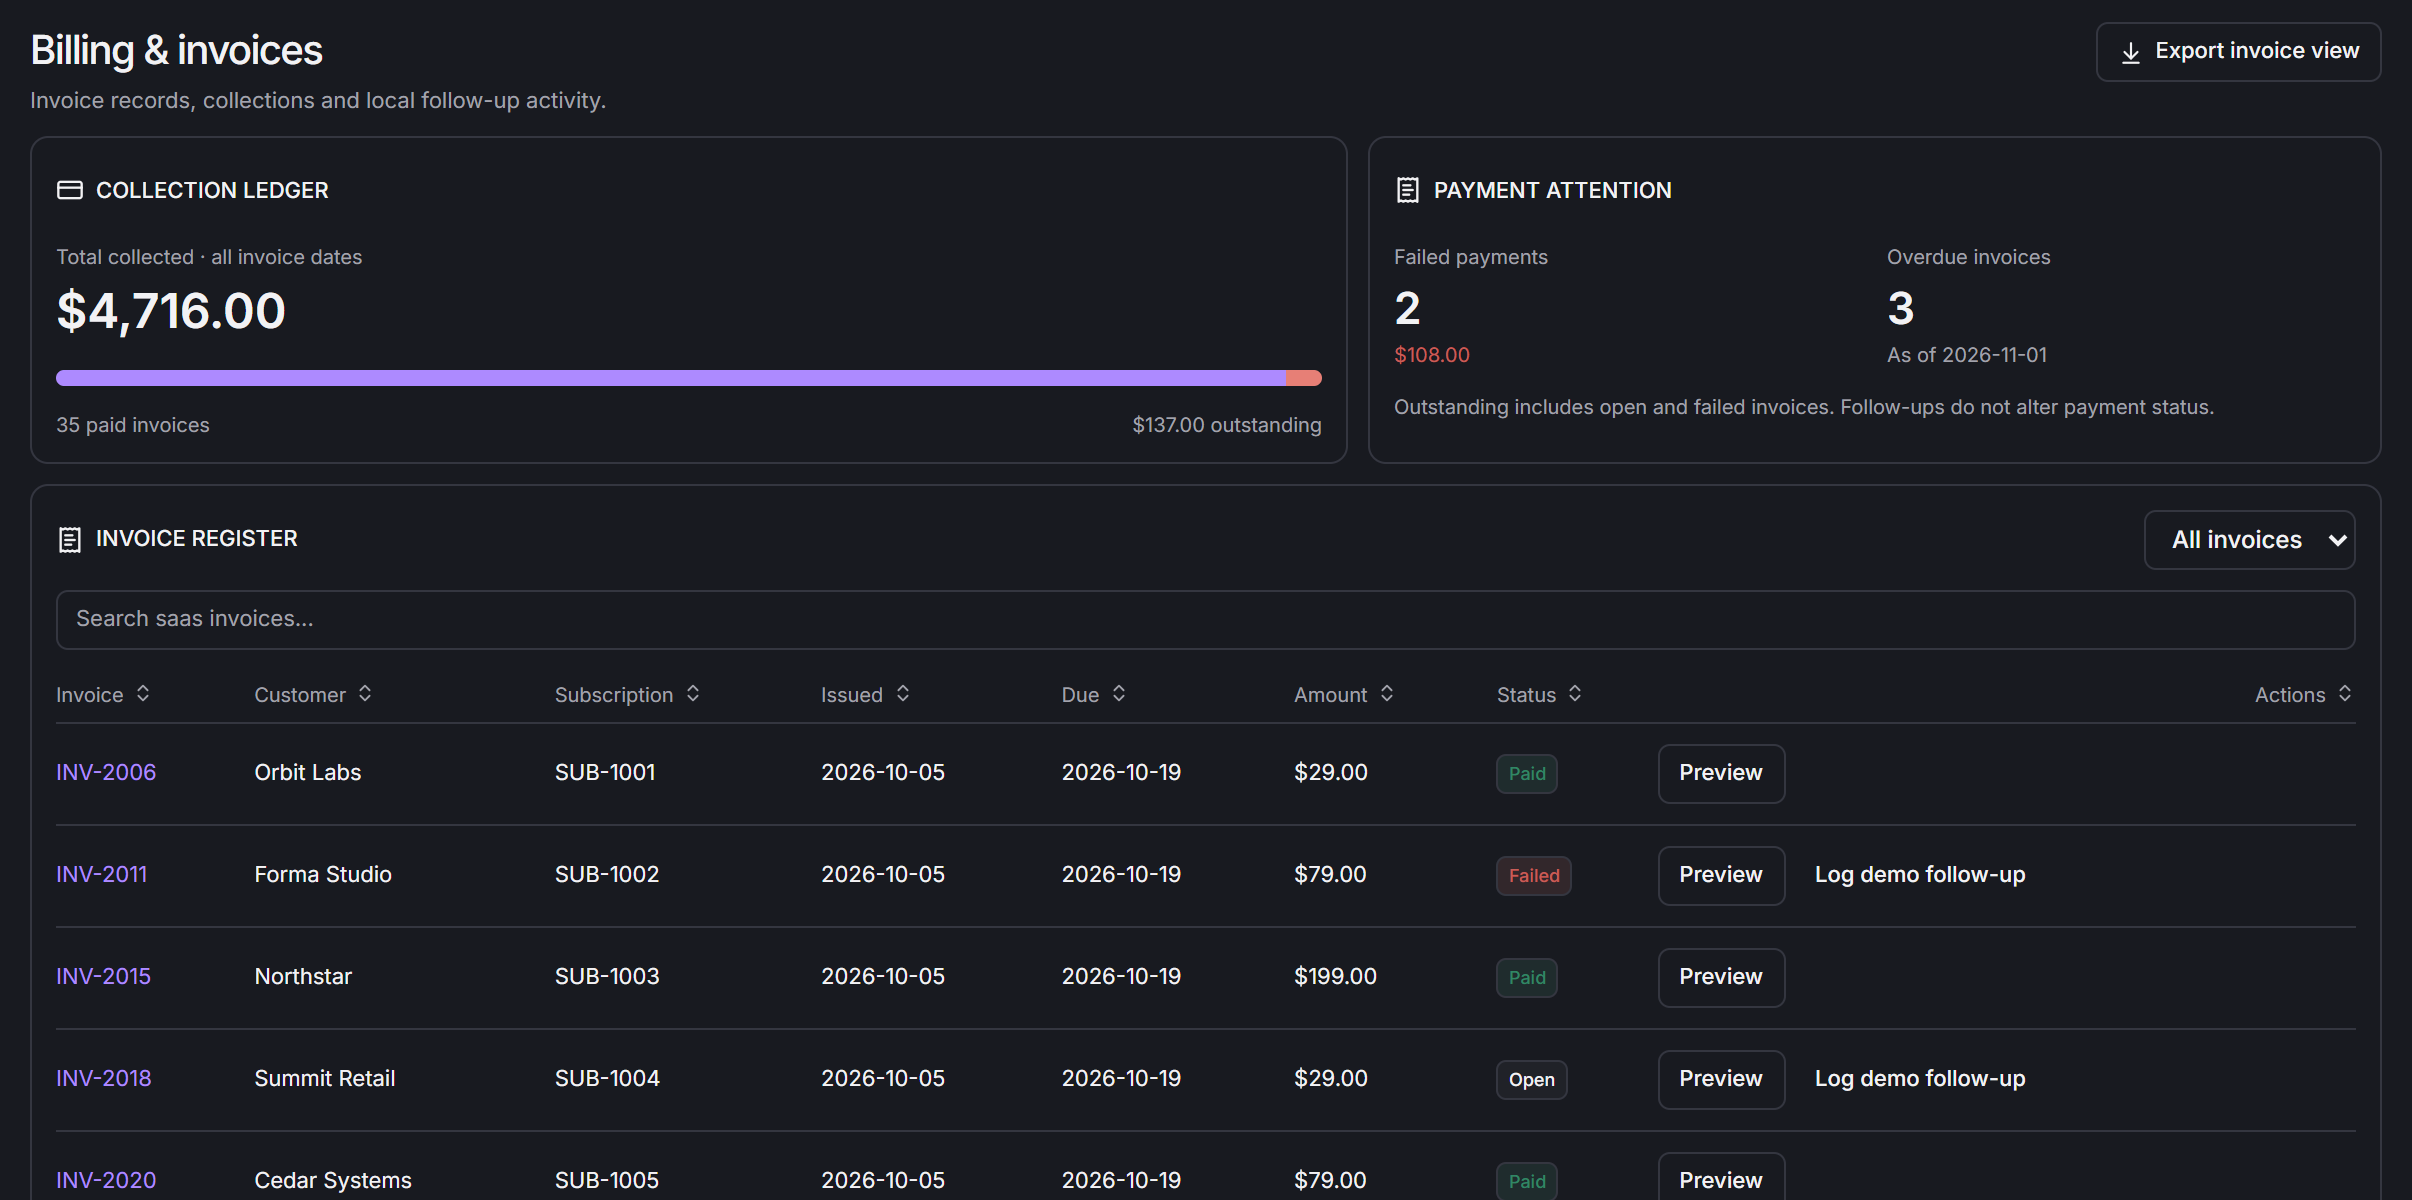 Billing & invoices
Export invoice view
Invoice records, collections and local follow-up activity.
COLLECTION LEDGER
Total collected · all invoice dates
$4,716.00
35 paid invoices
$137.00 outstanding
PAYMENT ATTENTION
Failed payments
2
$108.00
Overdue invoices
3
As of 2026-11-01
Outstanding includes open and failed invoices. Follow-ups do not alter payment status.
INVOICE REGISTER
All invoices
Search saas invoices...
Invoice Customer Subscription Issued Due Amount Status Actions
INV-2006 Orbit Labs SUB-1001 2026-10-05 2026-10-19 $29.00 Paid Preview
INV-2011 Forma Studio SUB-1002 2026-10-05 2026-10-19 $79.00 Failed Preview Log demo follow-up
INV-2015 Northstar SUB-1003 2026-10-05 2026-10-19 $199.00 Paid Preview
INV-2018 Summit Retail SUB-1004 2026-10-05 2026-10-19 $29.00 Open Preview Log demo follow-up
INV-2020 Cedar Systems SUB-1005 2026-10-05 2026-10-19 $79.00 Paid Preview